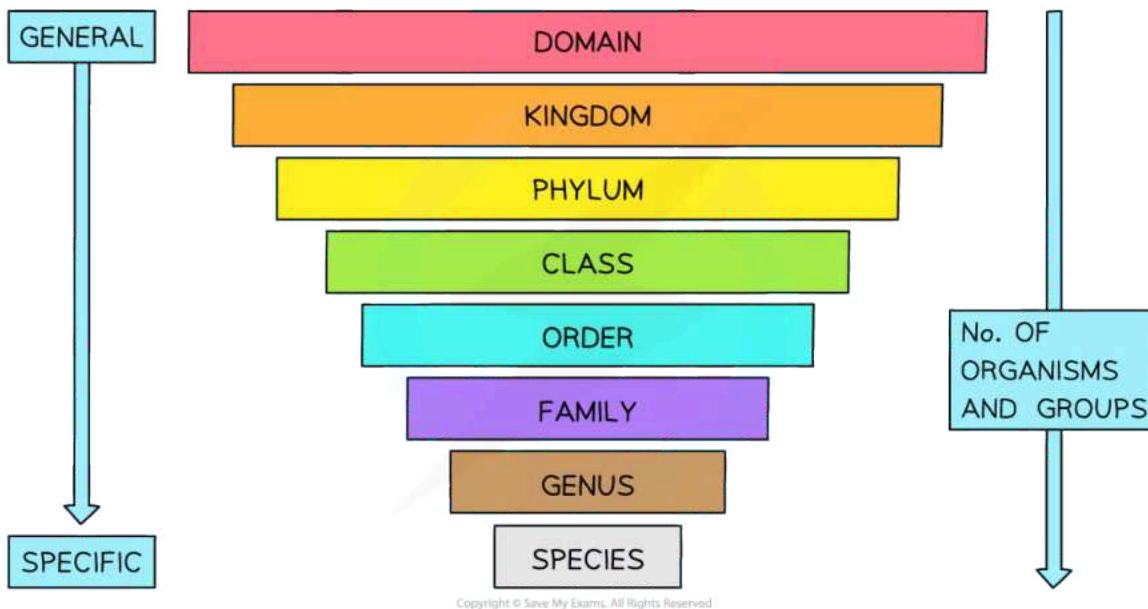 GENERAL
DOMAIN
KINGDOM
PHYLUM
CLASS
ORDER
FAMILY
GENUS
SPECIES
SPECIFIC
No. OF
ORGANISMS
AND GROUPS
Copyright © Save My Exams. All Rights Reserved